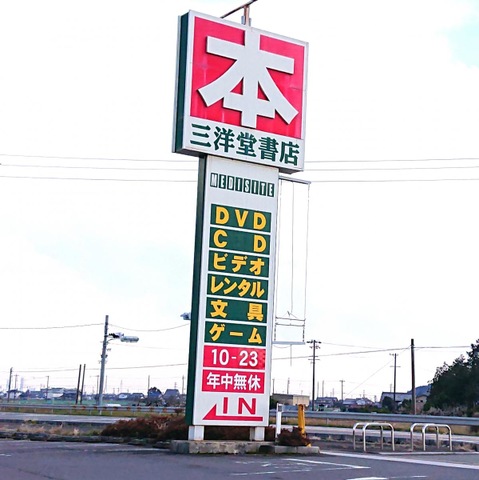 本
三洋堂書店
MEDISITE
DVD
CD
ビデオ
レンタル
文具
ゲーム
10-23
年中無休
IN